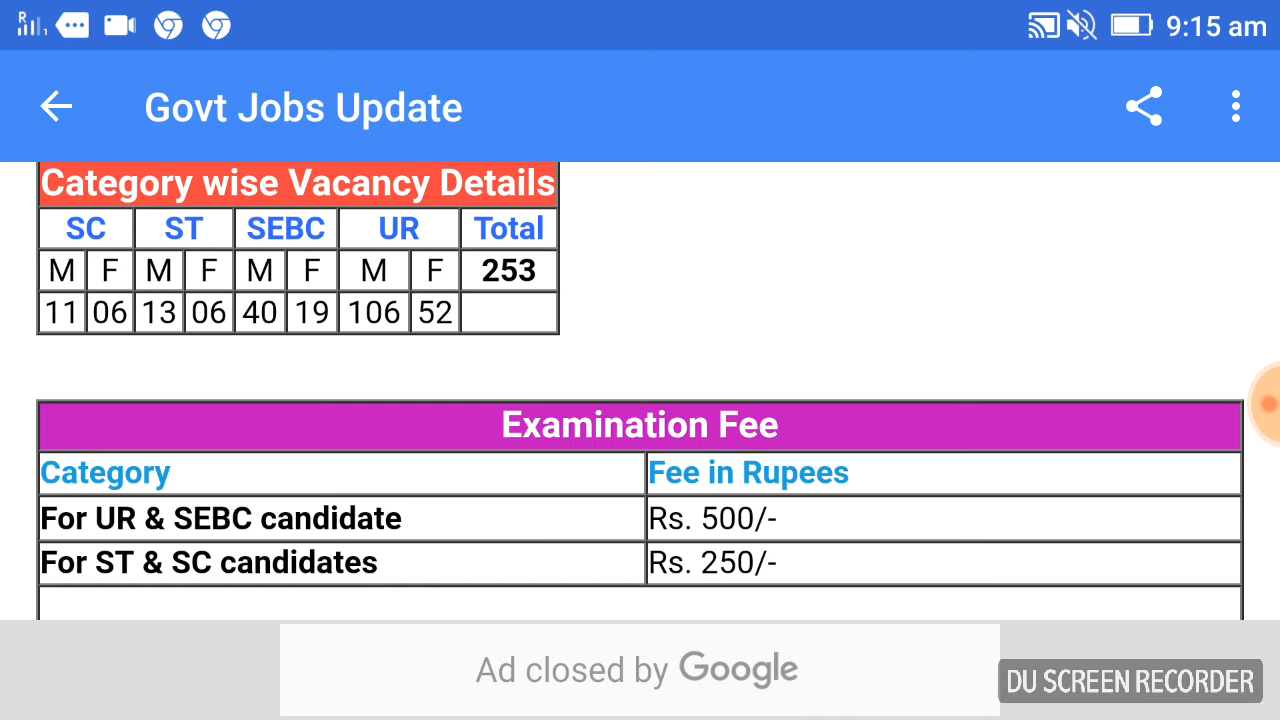 R 1 9:15 am
Govt Jobs Update
Category wise Vacancy Details
SC ST SEBC UR Total
M F M F M F M F 253
11 06 13 06 40 19 106 52
Examination Fee
Category Fee in Rupees
For UR & SEBC candidate Rs. 500/-
For ST & SC candidates Rs. 250/-
Ad closed by Google
DU SCREEN RECORDER